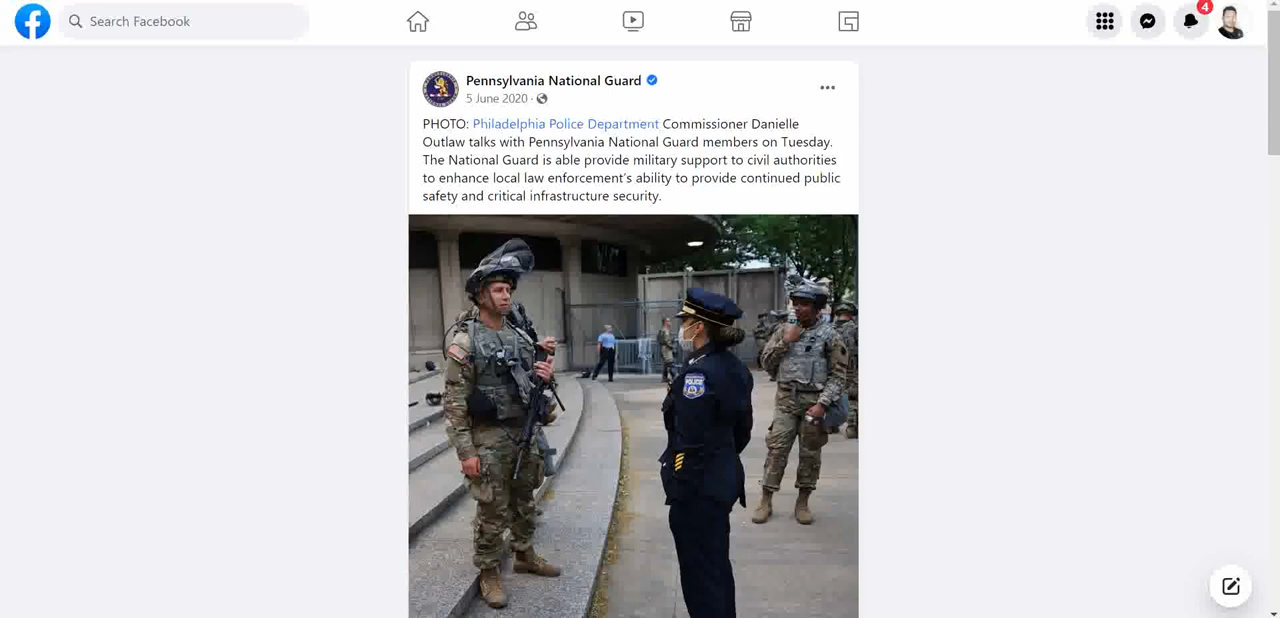 Search Facebook
4
Pennsylvania National Guard
5 June 2020 ·
PHOTO: Philadelphia Police Department Commissioner Danielle
Outlaw talks with Pennsylvania National Guard members on Tuesday.
The National Guard is able provide military support to civil authorities
to enhance local law enforcement's ability to provide continued public
safety and critical infrastructure security.
POLICE